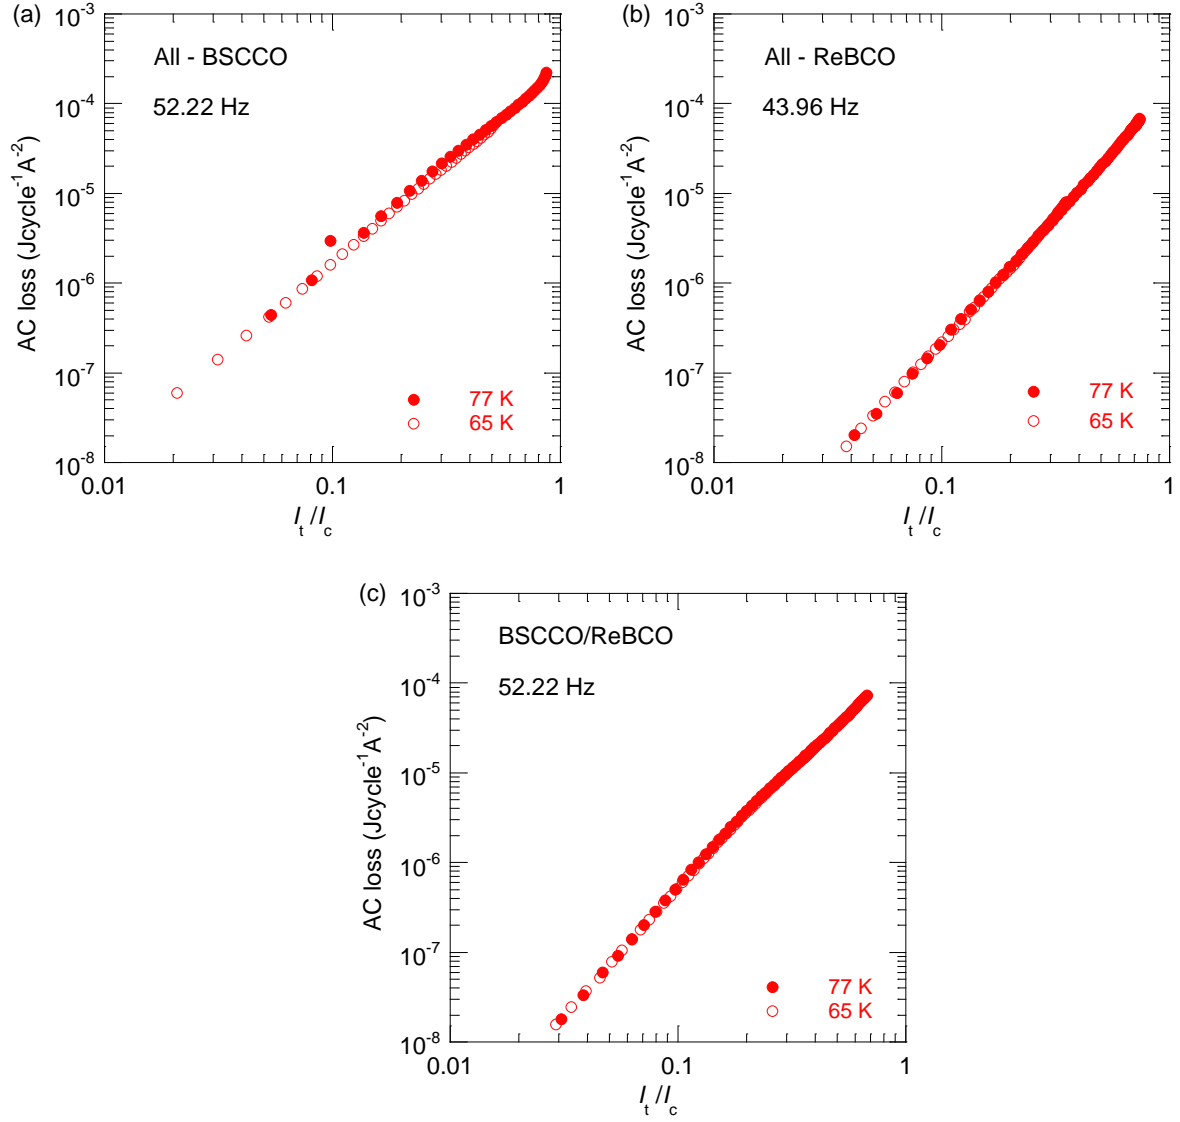 (a)
All - BSCCO
52.22 Hz
AC loss (Jcycle⁻¹A⁻²)
10⁻³
10⁻⁴
10⁻⁵
10⁻⁶
10⁻⁷
10⁻⁸
77 K
65 K
0.01
0.1
1
Iₜ/I꜀
(b)
All - ReBCO
43.96 Hz
AC loss (Jcycle⁻¹A⁻²)
10⁻³
10⁻⁴
10⁻⁵
10⁻⁶
10⁻⁷
10⁻⁸
77 K
65 K
0.01
0.1
1
Iₜ/I꜀
(c)
BSCCO/ReBCO
52.22 Hz
AC loss (Jcycle⁻¹A⁻²)
10⁻³
10⁻⁴
10⁻⁵
10⁻⁶
10⁻⁷
10⁻⁸
77 K
65 K
0.01
0.1
1
Iₜ/I꜀